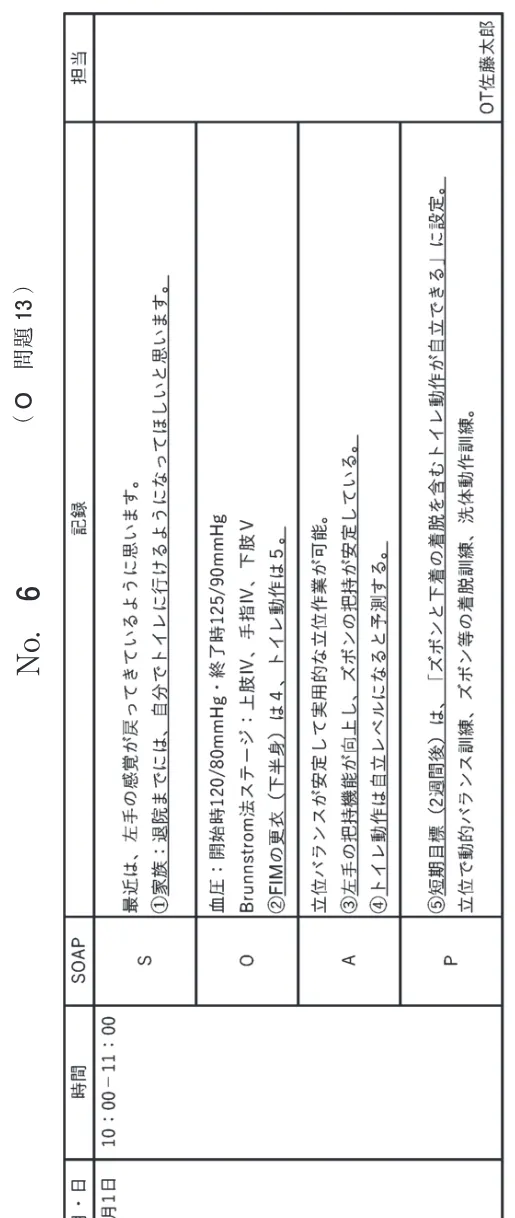 No. 6 （O 問題 13）
月・日 時間 SOAP 記録 担当
月1日 10：00－11：00
S
最近は、左手の感覚が戻ってきているように思います。
①家族：退院までには、自分でトイレに行けるようになってほしいと思います。
O
血圧：開始時120/80mmHg・終了時125/90mmHg
Brunnstrom法ステージ：上肢Ⅳ、手指Ⅳ、下肢Ⅴ
②FIMの更衣（下半身）は４、トイレ動作は５。
A
立位バランスが安定して実用的な立位作業が可能。
③左手の把持機能が向上し、ズボンの把持が安定している。
④トイレ動作は自立レベルになると予測する。
P
⑤短期目標（2週間後）は、「ズボンと下着の着脱を含むトイレ動作が自立できる」に設定。
立位で動的バランス訓練、ズボン等の着脱訓練、洗体動作訓練。
OT佐藤太郎